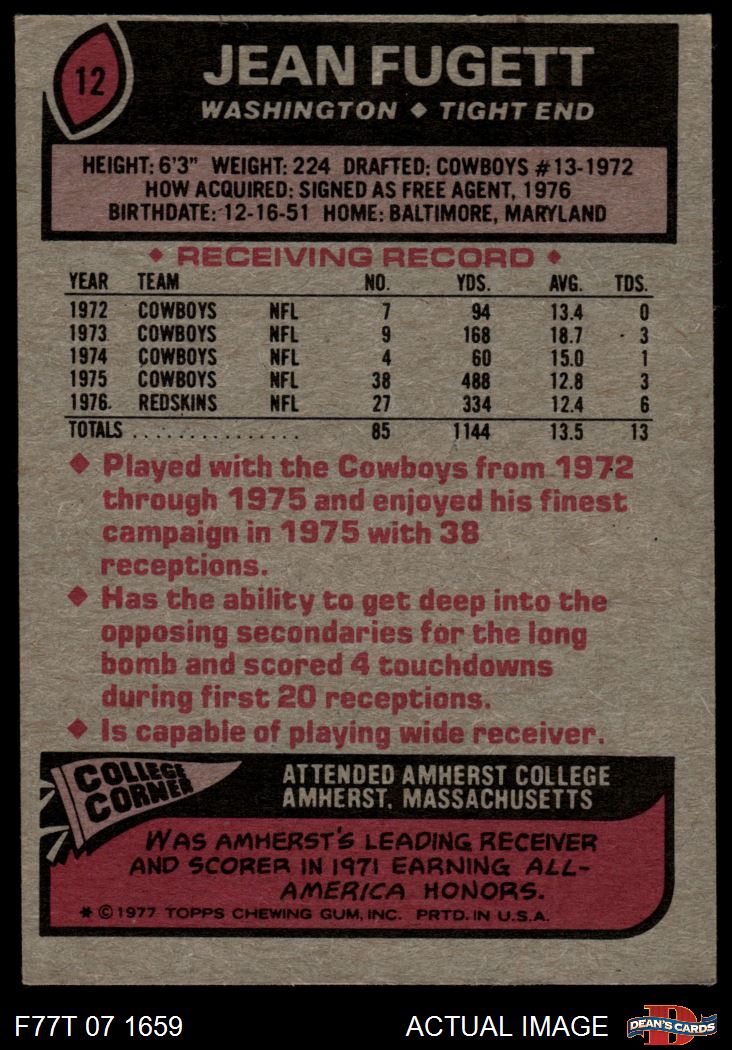 12
JEAN FUGETT
WASHINGTON ◆ TIGHT END
HEIGHT: 6'3" WEIGHT: 224 DRAFTED: COWBOYS #13-1972
HOW ACQUIRED: SIGNED AS FREE AGENT, 1976
BIRTHDATE: 12-16-51 HOME: BALTIMORE, MARYLAND
◆ RECEIVING RECORD ◆
YEAR TEAM NO. YDS. AVG. TDS.
1972 COWBOYS NFL 7 94 13.4 0
1973 COWBOYS NFL 9 168 18.7 3
1974 COWBOYS NFL 4 60 15.0 1
1975 COWBOYS NFL 38 488 12.8 3
1976 REDSKINS NFL 27 334 12.4 6
TOTALS ............... 85 1144 13.5 13
◆ Played with the Cowboys from 1972
through 1975 and enjoyed his finest
campaign in 1975 with 38
receptions.
◆ Has the ability to get deep into the
opposing secondaries for the long
bomb and scored 4 touchdowns
during first 20 receptions.
◆ Is capable of playing wide receiver.
COLLEGE
CORNER
ATTENDED AMHERST COLLEGE
AMHERST, MASSACHUSETTS
WAS AMHERST'S LEADING RECEIVER
AND SCORER IN 1971 EARNING ALL-
AMERICA HONORS.
* © 1977 TOPPS CHEWING GUM, INC. PRTD. IN U.S.A.
F77T 07 1659
ACTUAL IMAGE
D
DEAN'S CARDS